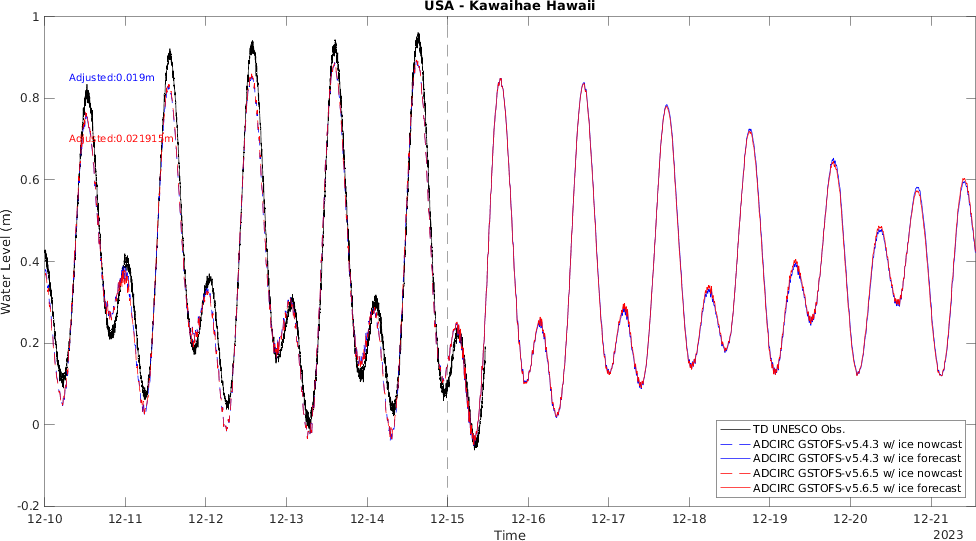 USA - Kawaihae Hawaii
1
0.8
0.6
0.4
0.2
0
-0.2
Water Level (m)
Adjusted:0.019m
Adjusted:0.021915m
TD UNESCO Obs.
ADCIRC GSTOFS-v5.4.3 w/ ice nowcast
ADCIRC GSTOFS-v5.4.3 w/ ice forecast
ADCIRC GSTOFS-v5.6.5 w/ ice nowcast
ADCIRC GSTOFS-v5.6.5 w/ ice forecast
12-10 12-11 12-12 12-13 12-14 12-15 12-16 12-17 12-18 12-19 12-20 12-21
Time
2023